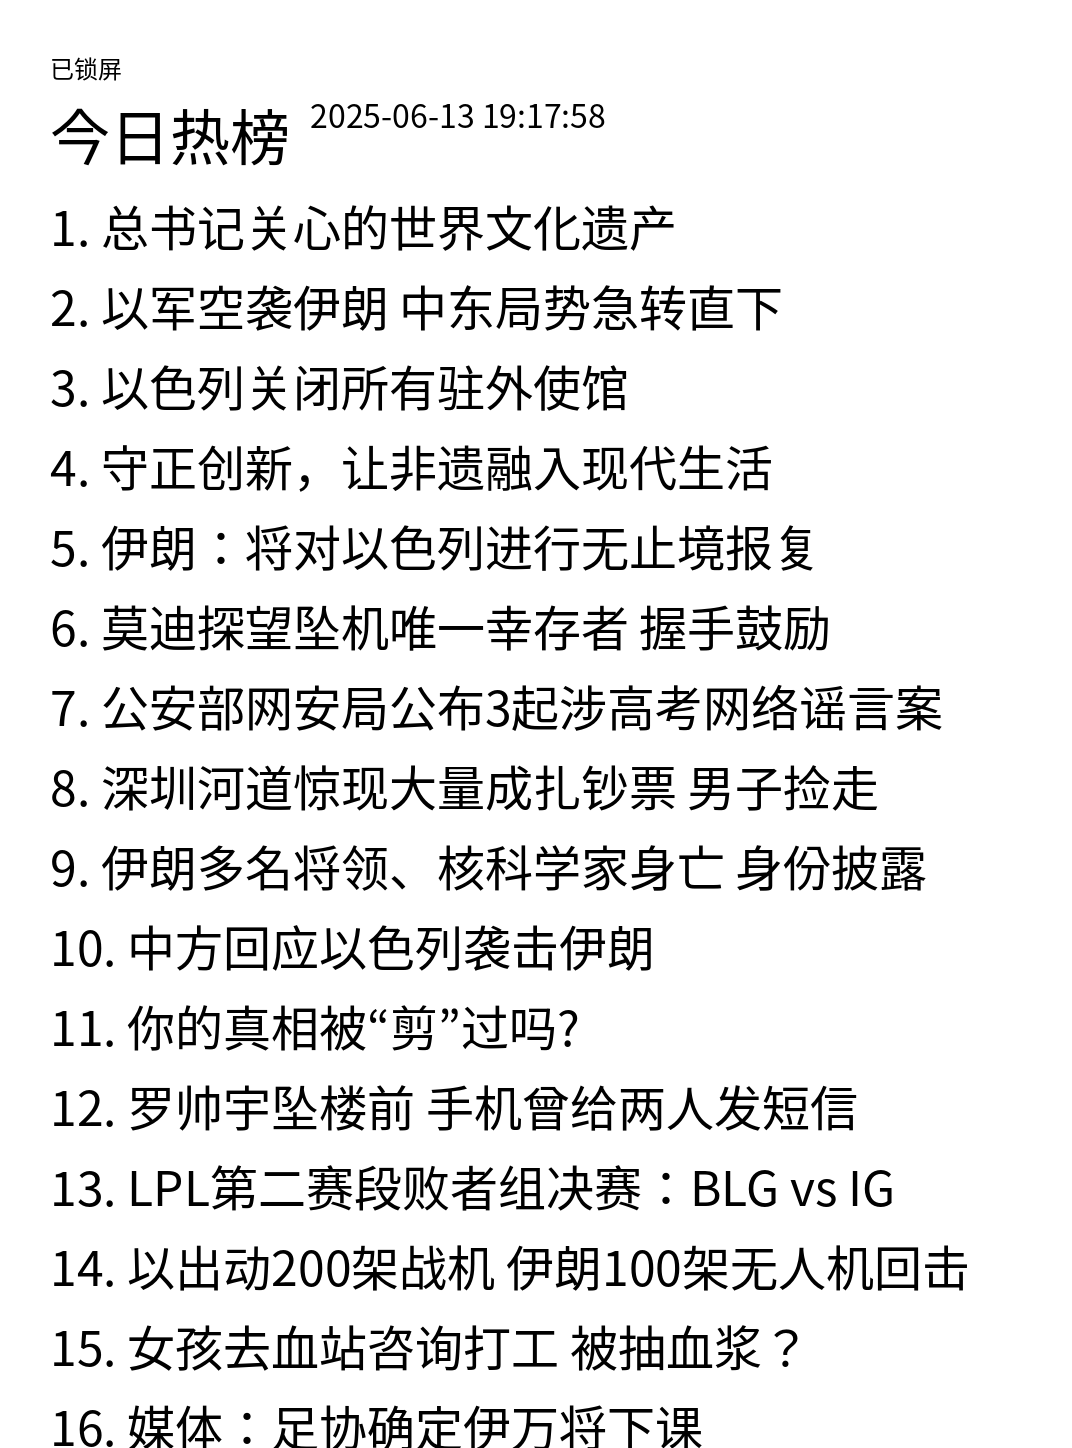 已锁屏
今日热榜 2025-06-13 19:17:58
1. 总书记关心的世界文化遗产
2. 以军空袭伊朗 中东局势急转直下
3. 以色列关闭所有驻外使馆
4. 守正创新，让非遗融入现代生活
5. 伊朗：将对以色列进行无止境报复
6. 莫迪探望坠机唯一幸存者 握手鼓励
7. 公安部网安局公布3起涉高考网络谣言案
8. 深圳河道惊现大量成扎钞票 男子捡走
9. 伊朗多名将领、核科学家身亡 身份披露
10. 中方回应以色列袭击伊朗
11. 你的真相被“剪”过吗?
12. 罗帅宇坠楼前 手机曾给两人发短信
13. LPL第二赛段败者组决赛：BLG vs IG
14. 以出动200架战机 伊朗100架无人机回击
15. 女孩去血站咨询打工 被抽血浆？
16. 媒体：足协确定伊万将下课